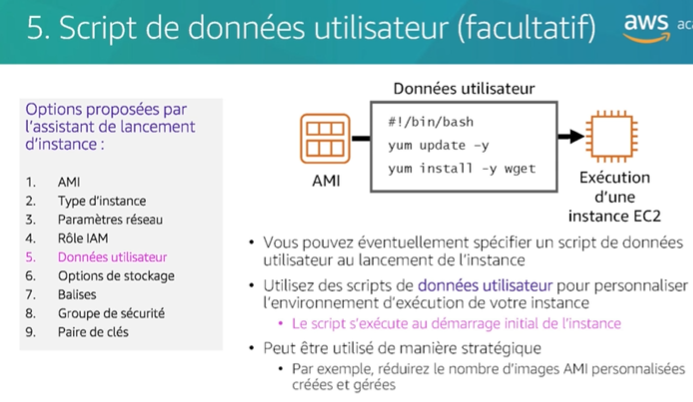 5. Script de données utilisateur (facultatif)
aws
Options proposées par
l'assistant de lancement
d'instance :
1. AMI
2. Type d'instance
3. Paramètres réseau
4. Rôle IAM
5. Données utilisateur
6. Options de stockage
7. Balises
8. Groupe de sécurité
9. Paire de clés
Données utilisateur
#!/bin/bash
yum update -y
yum install -y wget
AMI
Exécution
d'une
instance EC2
• Vous pouvez éventuellement spécifier un script de données
utilisateur au lancement de l'instance
• Utilisez des scripts de données utilisateur pour personnaliser
l'environnement d'exécution de votre instance
• Le script s'exécute au démarrage initial de l'instance
• Peut être utilisé de manière stratégique
• Par exemple, réduirez le nombre d'images AMI personnalisées
créées et gérées